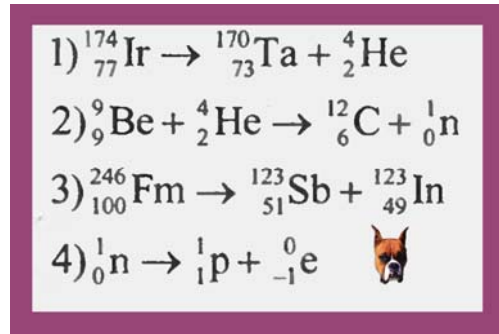 1) ¹⁷⁴₇₇Ir → ¹⁷⁰₇₃Ta + ⁴₂He
2) ⁹₉Be + ⁴₂He → ¹²₆C + ¹₀n
3) ²⁴⁶₁₀₀Fm → ¹²³₅₁Sb + ¹²³₄₉In
4) ¹₀n → ¹₁p + ⁰₋₁e